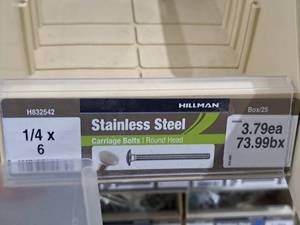 HILLMAN
H832542
Box/25
1/4 x
6
Stainless Steel
Carriage Bolts | Round Head
3.79ea
73.99bx